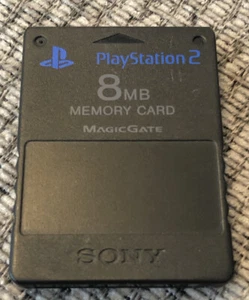 PlayStation 2
8MB
MEMORY CARD
MAGICGATE
SONY